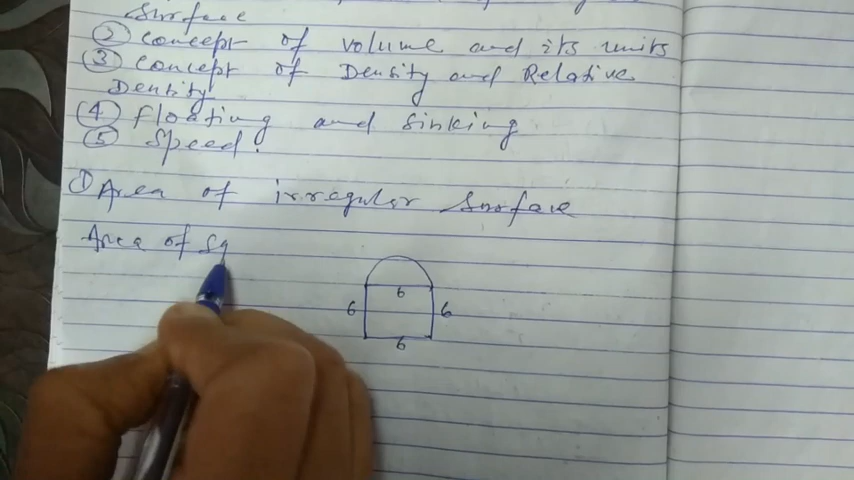 Surface
② concept of volume and its units
③ concept of Density and Relative
Density
④ floating and sinking
⑤ Speed.
① Area of irregular Surface
Area of Sq
6
6
6
6